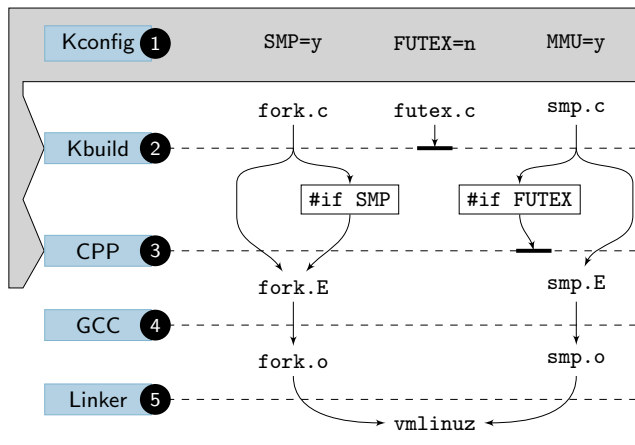 Kconfig 1 SMP=y FUTEX=n MMU=y
fork.c futex.c smp.c
Kbuild 2
#if SMP #if FUTEX
CPP 3
fork.E smp.E
GCC 4
fork.o smp.o
Linker 5
vmlinuz